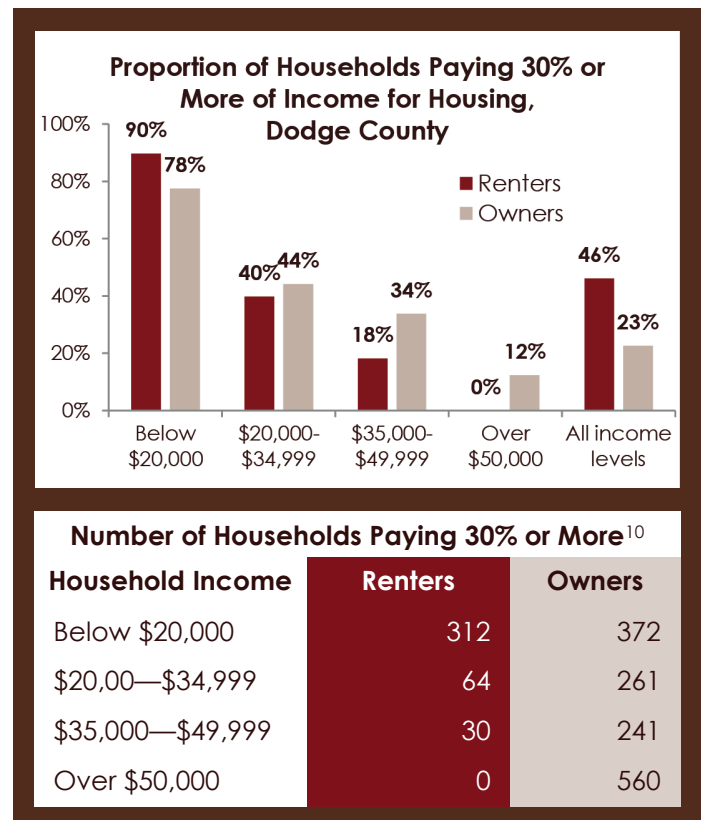 Proportion of Households Paying 30% or
More of Income for Housing,
Dodge County
100%
80%
60%
40%
20%
0%
90%
78%
40%
44%
18%
34%
0%
12%
46%
23%
Renters
Owners
Below
$20,000
$20,000-
$34,999
$35,000-
$49,999
Over
$50,000
All income
levels
Number of Households Paying 30% or More10
Household Income Renters Owners
Below $20,000 312 372
$20,00—$34,999 64 261
$35,000—$49,999 30 241
Over $50,000 0 560